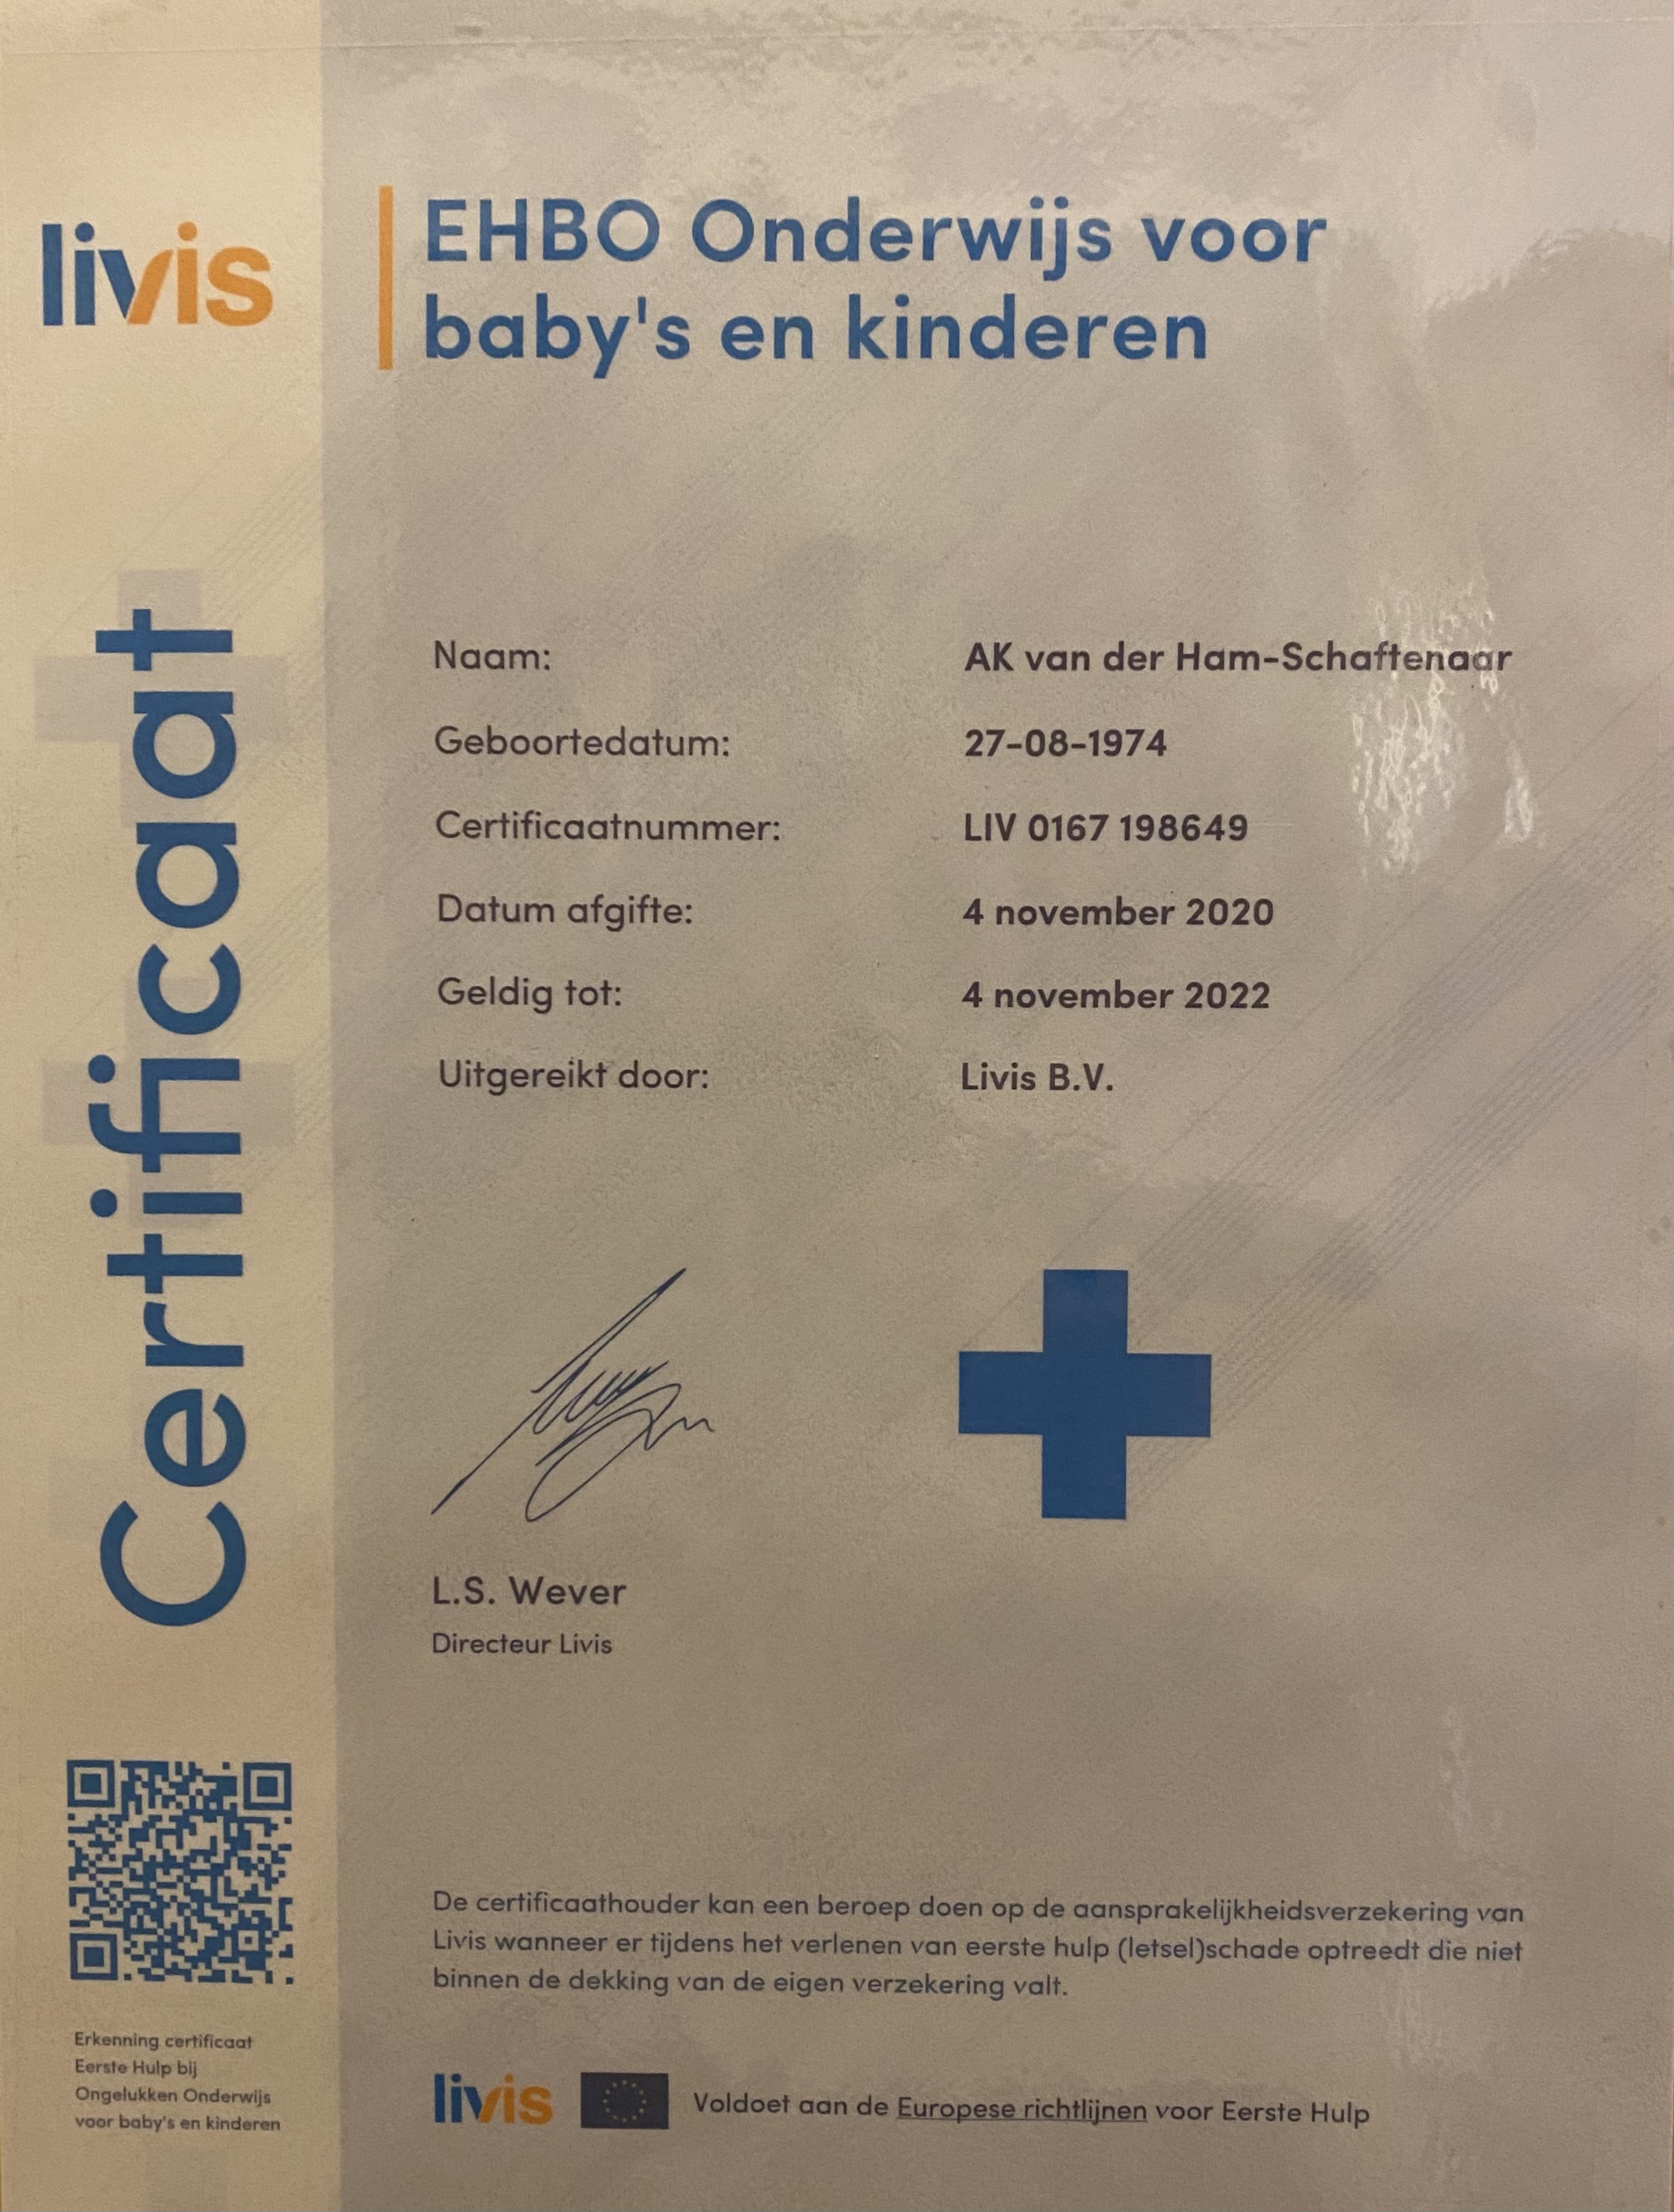 livis
EHBO Onderwijs voor
baby's en kinderen
Certificaat
Naam: AK van der Ham-Schaftenaar
Geboortedatum: 27-08-1974
Certificaatnummer: LIV 0167 198649
Datum afgifte: 4 november 2020
Geldig tot: 4 november 2022
Uitgereikt door: Livis B.V.
L.S. Wever
Directeur Livis
De certificaathouder kan een beroep doen op de aansprakelijkheidsverzekering van
Livis wanneer er tijdens het verlenen van eerste hulp (letsel)schade optreedt die niet
binnen de dekking van de eigen verzekering valt.
Erkenning certificaat
Eerste Hulp bij
Ongelukken Onderwijs
voor baby's en kinderen
livis Voldoet aan de Europese richtlijnen voor Eerste Hulp